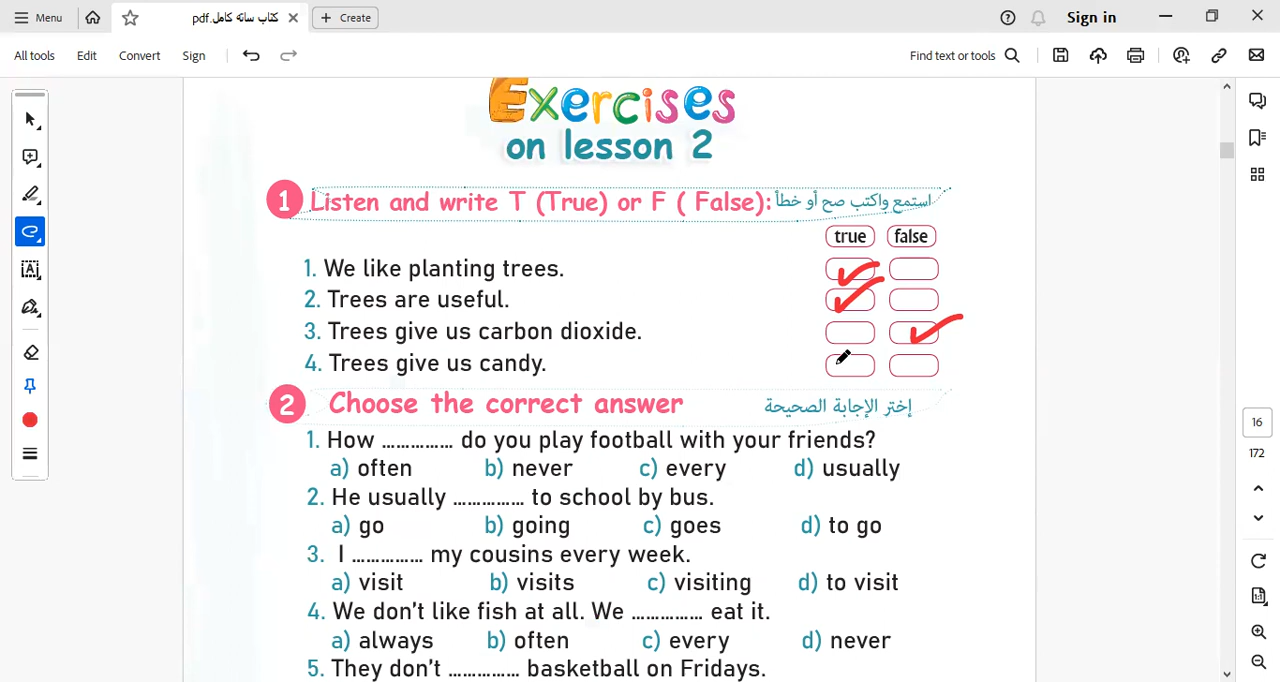 Menu
كتاب ساته كامل.pdf
Create
Sign in
All tools Edit Convert Sign
Find text or tools
Exercises
on lesson 2
1 Listen and write T (True) or F ( False): استمع واكتب صح أو خطأ
true false
1. We like planting trees.
2. Trees are useful.
3. Trees give us carbon dioxide.
4. Trees give us candy.
2 Choose the correct answer إختر الإجابة الصحيحة
1. How ............... do you play football with your friends?
a) often b) never c) every d) usually
2. He usually ............... to school by bus.
a) go b) going c) goes d) to go
3. I ............... my cousins every week.
a) visit b) visits c) visiting d) to visit
4. We don't like fish at all. We ............... eat it.
a) always b) often c) every d) never
5. They don't ............... basketball on Fridays.
16
172